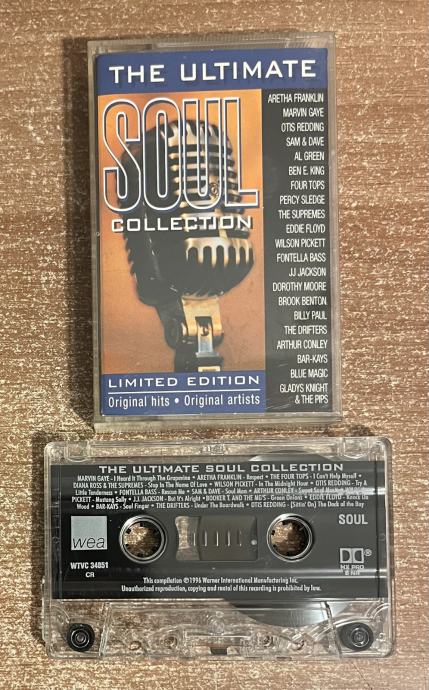 THE ULTIMATE
SOUL
COLLECTION
ARETHA FRANKLIN
MARVIN GAYE
OTIS REDDING
SAM & DAVE
AL GREEN
BEN E. KING
FOUR TOPS
PERCY SLEDGE
THE SUPREMES
EDDIE FLOYD
WILSON PICKETT
FONTELLA BASS
JJ JACKSON
DOROTHY MOORE
BROOK BENTON
BILLY PAUL
THE DRIFTERS
ARTHUR CONLEY
BAR-KAYS
BLUE MAGIC
GLADYS KNIGHT
& THE PIPS
LIMITED EDITION
Original hits • Original artists
THE ULTIMATE SOUL COLLECTION
MARVIN GAYE - I Heard It Through The Grapevine • ARETHA FRANKLIN - Respect • THE FOUR TOPS - I Can't Help Myself •
DIANA ROSS & THE SUPREMES - Stop In The Name Of Love • WILSON PICKETT - In The Midnight Hour • OTIS REDDING - Try A
Little Tenderness • FONTELLA BASS - Rescue Me • SAM & DAVE - Soul Man • ARTHUR CONLEY - Sweet Soul Music
PICKETT - Mustang Sally • J.J. JACKSON - But It's Alright • BOOKER T. AND THE MG'S - Green Onions • EDDIE FLOYD - Knock On
Wood • BAR-KAYS - Soul Finger • THE DRIFTERS - Under The Boardwalk • OTIS REDDING - (Sittin' On) The Dock of the Bay
wea
SOUL
WTVC 34851
CR
HX PRO
B NR
This compilation ℗1996 Warner International Manufacturing Inc.
Unauthorized reproduction, copying and rental of this recording is prohibited by law.